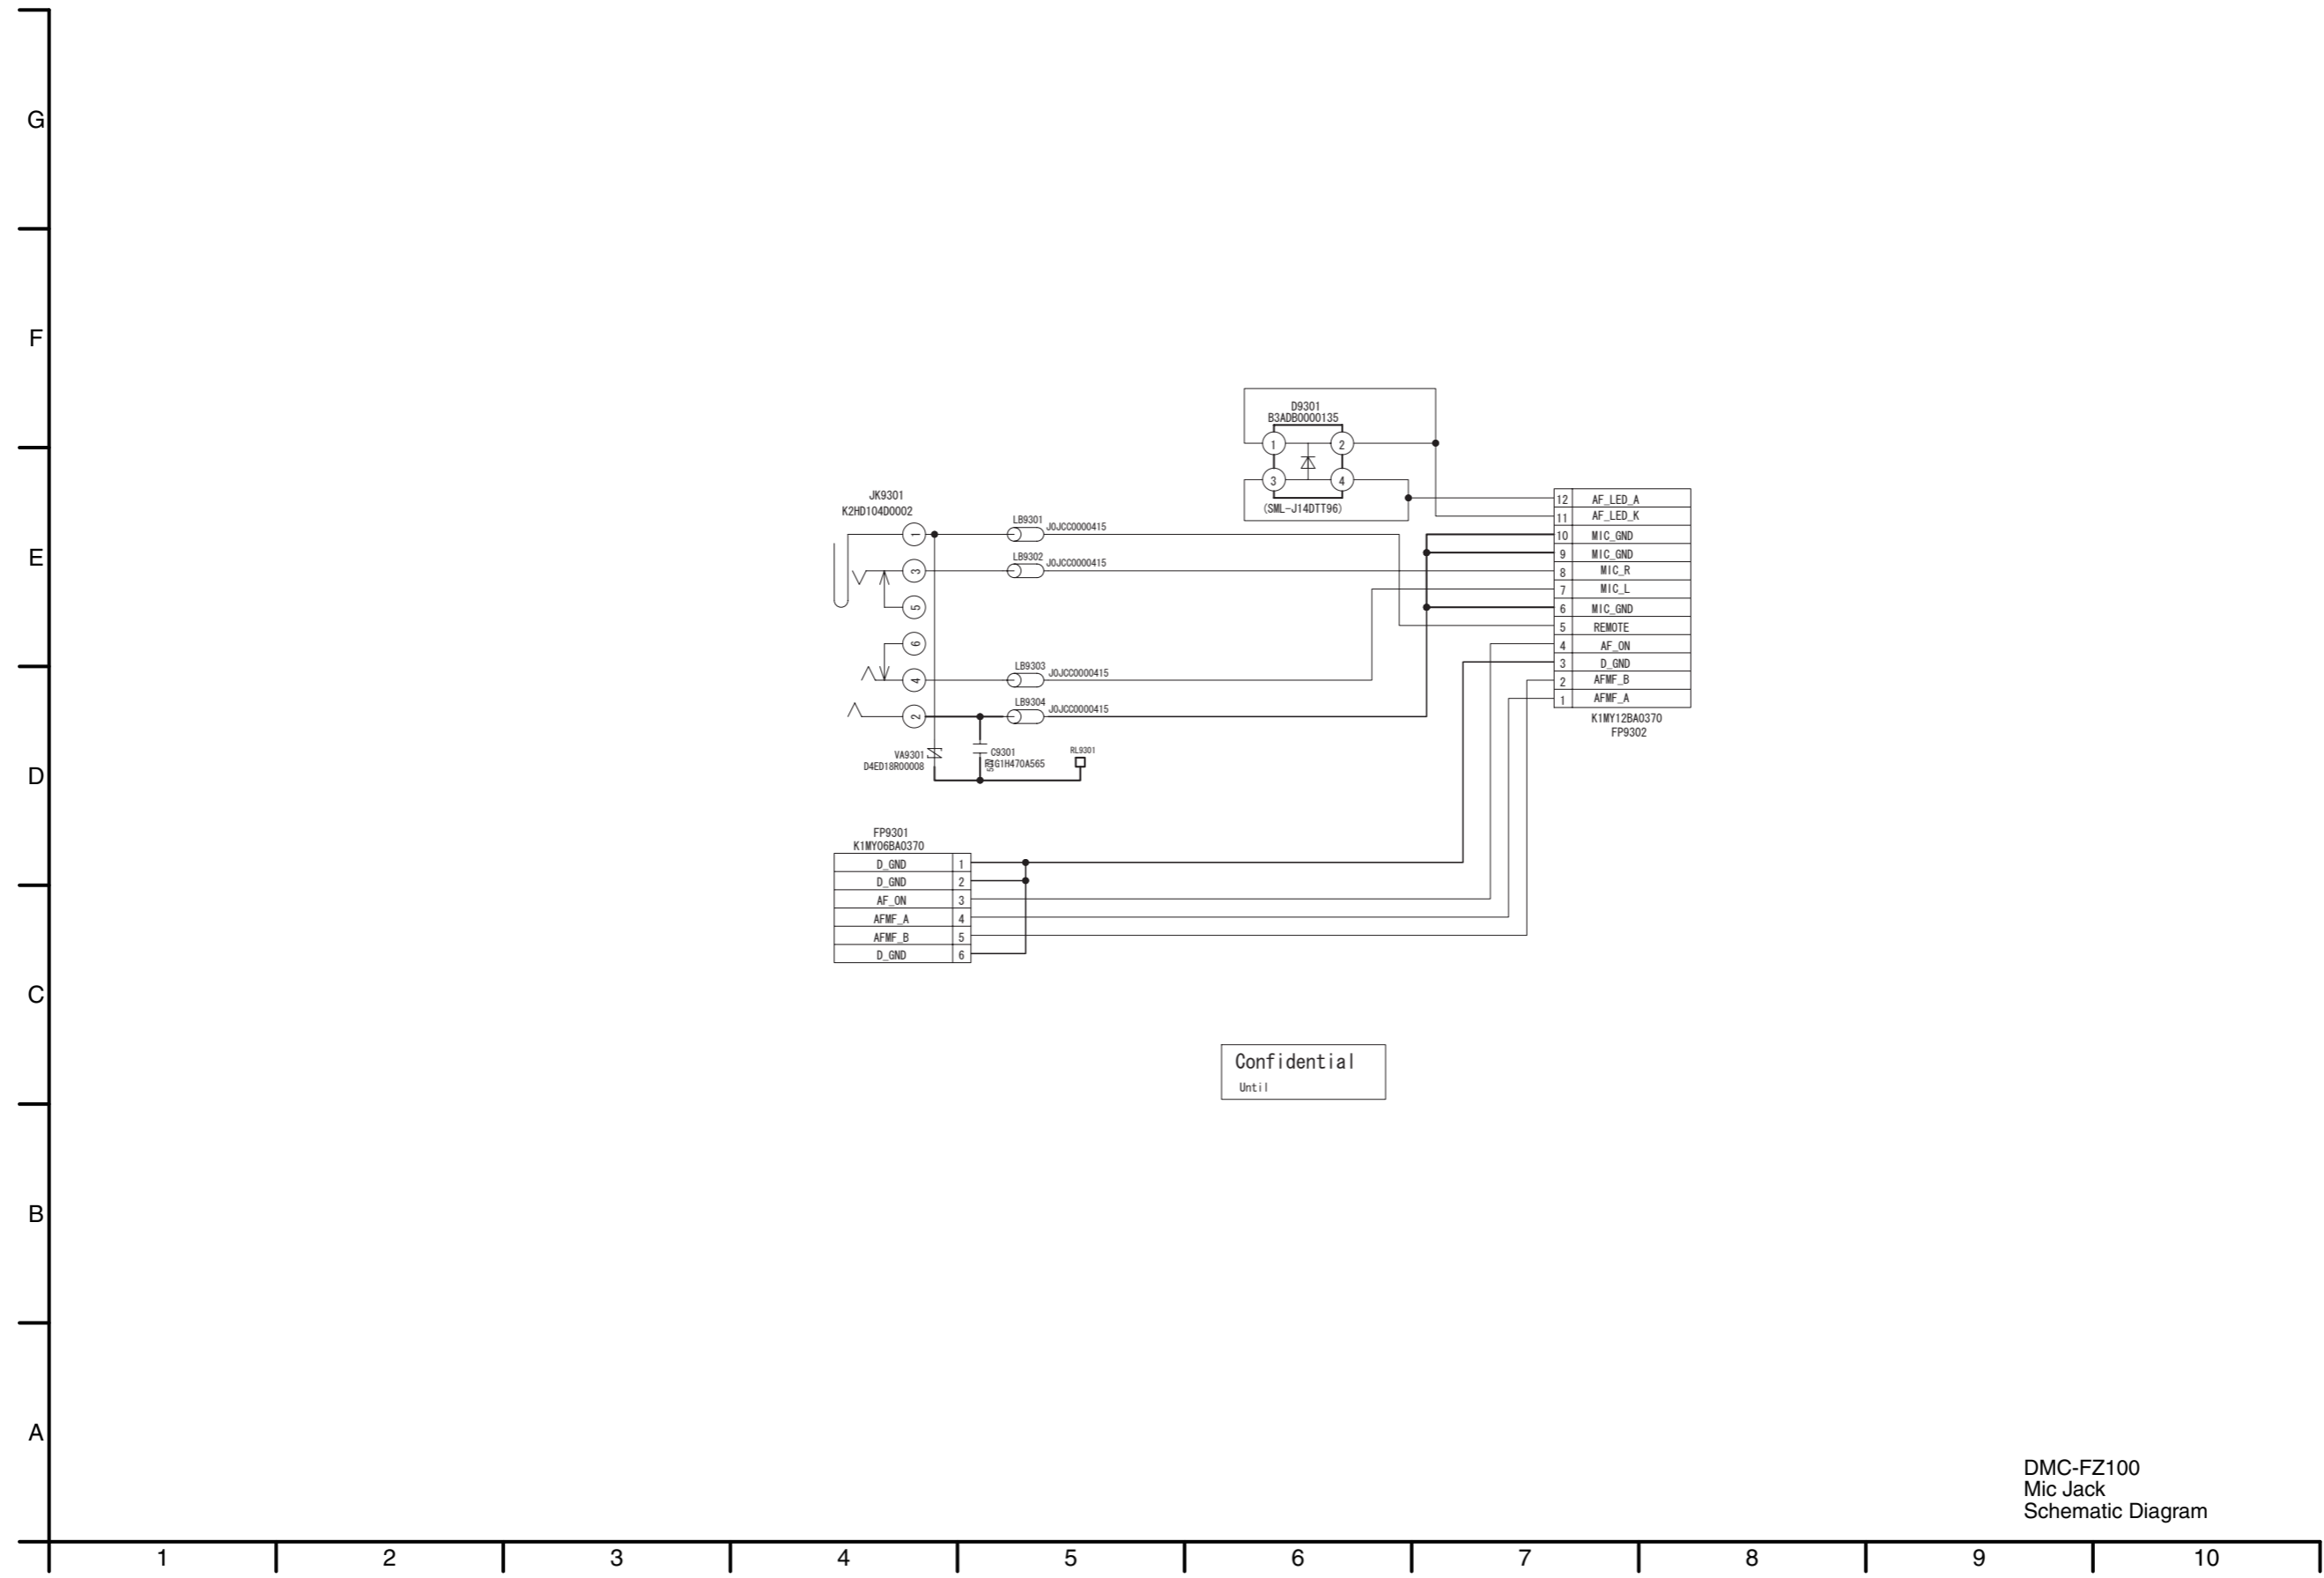 G
F
E
D
C
B
A
D9301
B3ADB0000135
1
2
3
4
(SML-J14DTT96)
JK9301
K2HD104D0002
1
3
5
6
4
2
LB9301
J0JCC0000415
LB9302
J0JCC0000415
LB9303
J0JCC0000415
LB9304
J0JCC0000415
VA9301
D4ED18R00008
C9301
RL9301
12 AF_LED_A
11 AF_LED_K
10 MIC_GND
9 MIC_GND
8 MIC_R
7 MIC_L
6 MIC_GND
5 REMOTE
4 AF_ON
3 D_GND
2 AFMF_B
1 AFMF_A
K1MY12BA0370
FP9302
FP9301
K1MY06BA0370
D_GND 1
D_GND 2
AF_ON 3
AFMF_A 4
AFMF_B 5
D_GND 6
Confidential
Until
DMC-FZ100
Mic Jack
Schematic Diagram
1 2 3 4 5 6 7 8 9 10